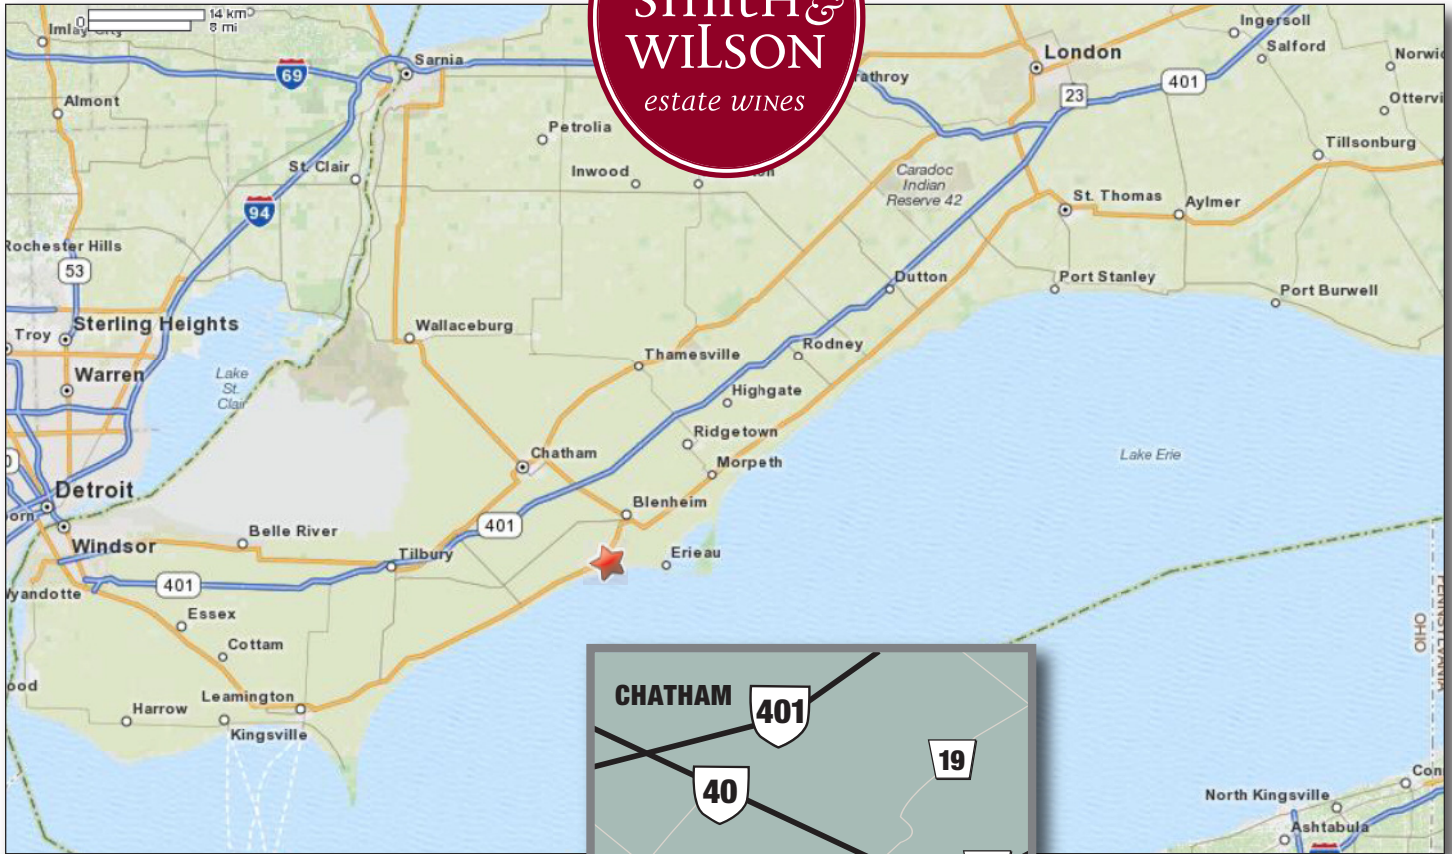 0
14 km
8 mi
Imlay City
69
Sarnia
SMITH &
WILSON
estate WINES
London
Ingersoll
Salford
401
23
Almont
Petrolia
St. Clair
Inwood
94
Caradoc
Indian
Reserve 42
Tillsonburg
St. Thomas
Aylmer
Rochester Hills
53
Dutton
Port Stanley
Port Burwell
Troy
Sterling Heights
Wallaceburg
Thamesville
Rodney
Warren
Lake
St.
Clair
Highgate
Ridgetown
Chatham
Morpeth
Lake Erie
Detroit
Blenheim
401
Windsor
Belle River
Tilbury
Erieau
401
Essex
Cottam
Leamington
Harrow
Kingsville
PENNSYLVANIA
OHIO
CHATHAM
401
19
40
North Kingsville
Ashtabula